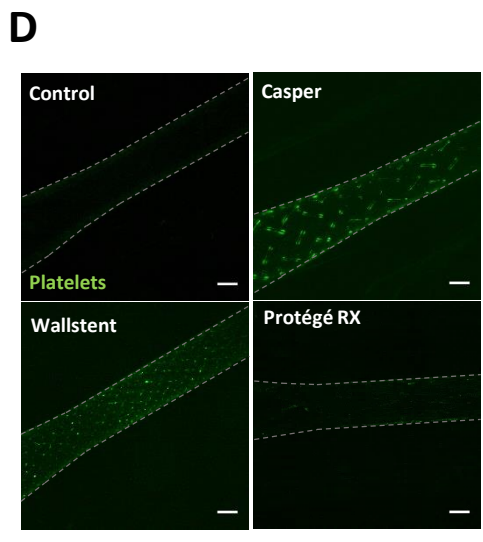 D
Control
Casper
Platelets
Wallstent
Protégé RX